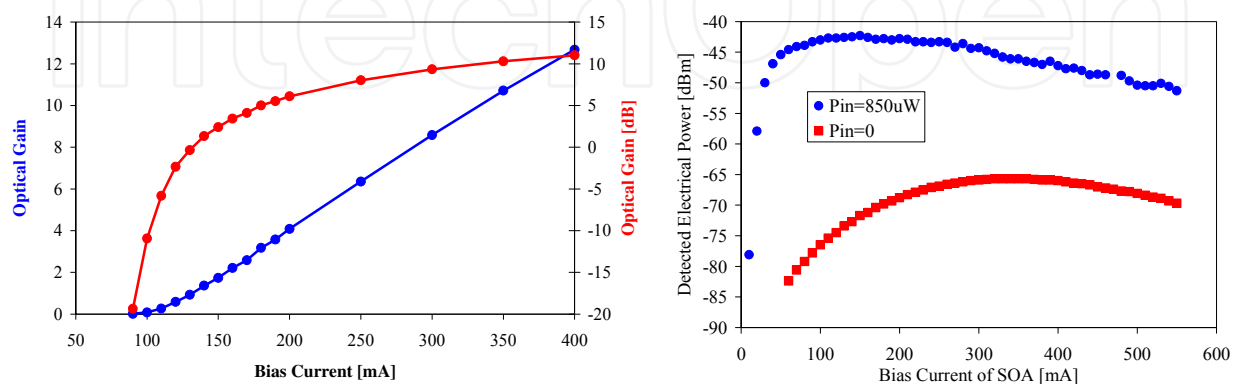 IntechOpen
14
12
10
8
6
4
2
0
Optical Gain
15
10
5
0
-5
-10
-15
-20
Optical Gain [dB]
50 100 150 200 250 300 350 400
Bias Current [mA]
-40
-45
-50
-55
-60
-65
-70
-75
-80
-85
-90
Detected Electrical Power [dBm]
Pin=850uW
Pin=0
0 100 200 300 400 500 600
Bias Current of SOA [mA]